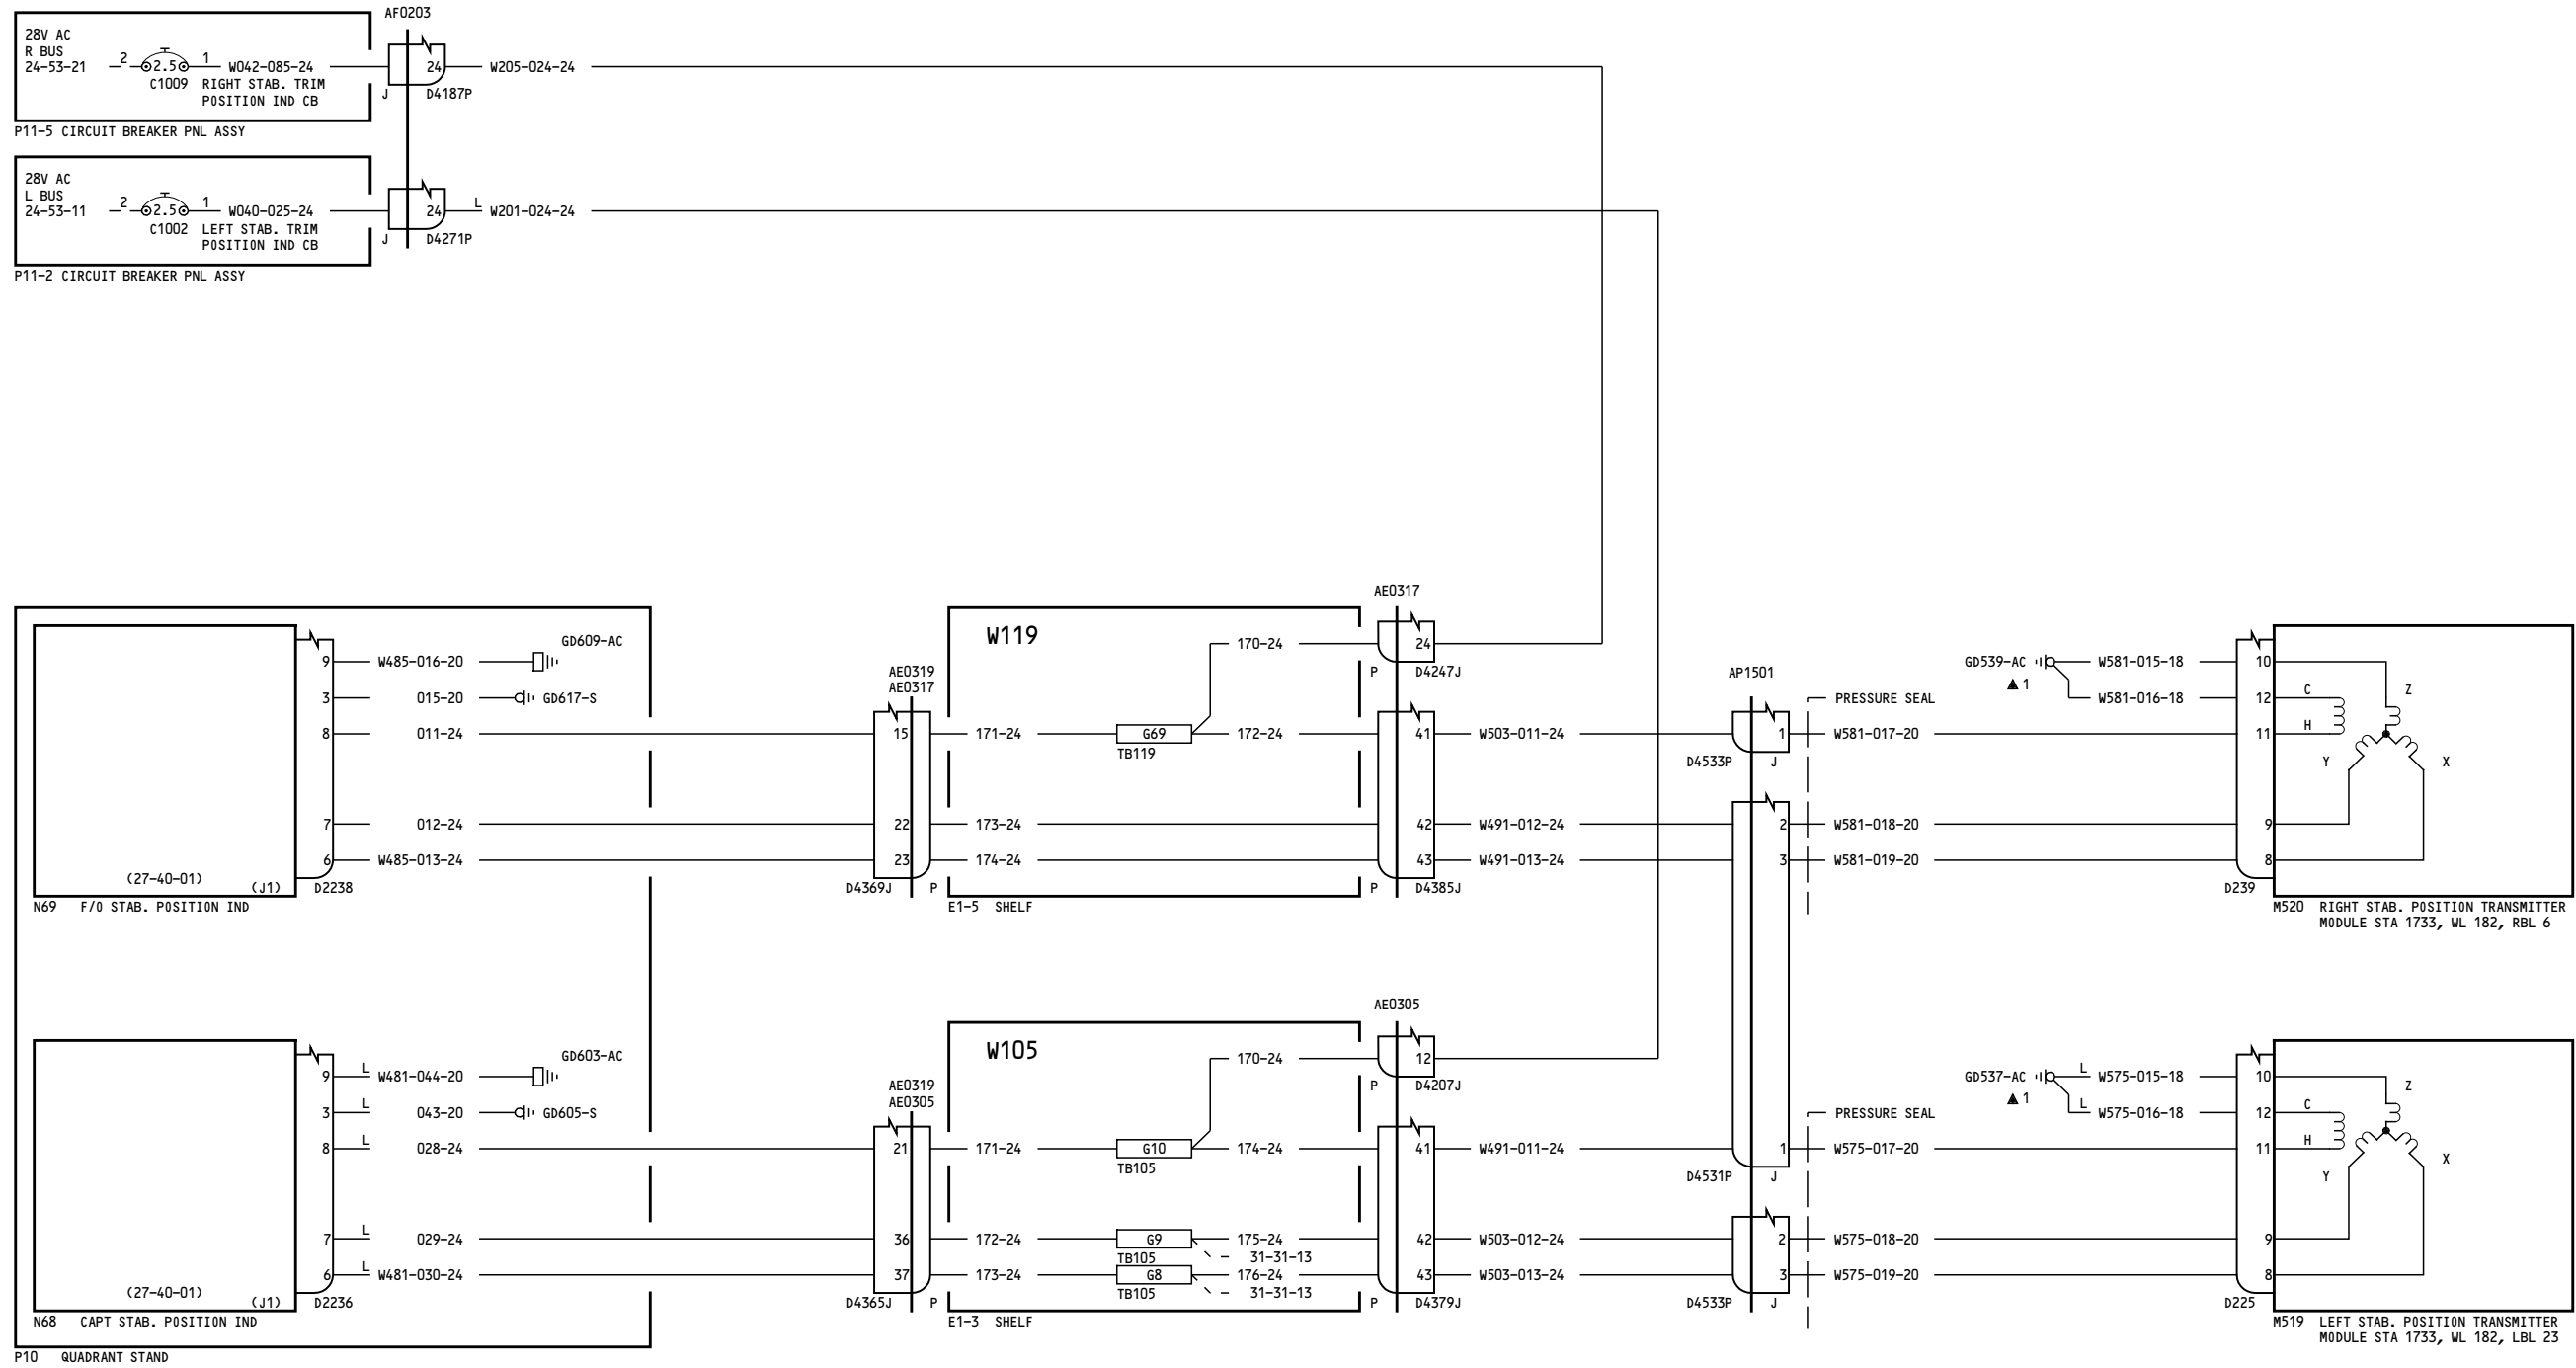 AF0203
28V AC
R BUS
24-53-21
2
2.5
1
W042-085-24
C1009
RIGHT STAB. TRIM
POSITION IND CB
24
W205-024-24
J
D4187P
P11-5 CIRCUIT BREAKER PNL ASSY
28V AC
L BUS
24-53-11
2
2.5
1
W040-025-24
C1002
LEFT STAB. TRIM
POSITION IND CB
24
L
W201-024-24
J
D4271P
P11-2 CIRCUIT BREAKER PNL ASSY
9
W485-016-20
GD609-AC
3
015-20
GD617-S
8
011-24
7
012-24
6
W485-013-24
(27-40-01)
(J1)
D2238
N69 F/O STAB. POSITION IND
AE0319
AE0317
15
22
23
D4369J
P
W119
171-24
G69
TB119
170-24
172-24
173-24
174-24
E1-5 SHELF
AE0317
24
P
D4247J
41
42
43
P
D4385J
W503-011-24
W491-012-24
W491-013-24
AP1501
1
D4533P
J
2
3
PRESSURE SEAL
W581-017-20
W581-018-20
W581-019-20
GD539-AC
1
W581-015-18
W581-016-18
10
12
11
9
8
D239
C
H
Z
Y
X
M520 RIGHT STAB. POSITION TRANSMITTER
MODULE STA 1733, WL 182, RBL 6
9
L
W481-044-20
GD603-AC
3
L
043-20
GD605-S
8
L
028-24
7
L
029-24
6
L
W481-030-24
(27-40-01)
(J1)
D2236
N68 CAPT STAB. POSITION IND
P10 QUADRANT STAND
AE0319
AE0305
21
36
37
D4365J
P
W105
171-24
G10
TB105
170-24
174-24
172-24
G9
TB105
175-24
31-31-13
173-24
G8
TB105
176-24
31-31-13
E1-3 SHELF
AE0305
12
P
D4207J
41
42
43
P
D4379J
W491-011-24
W503-012-24
W503-013-24
1
D4531P
J
2
3
D4533P
J
PRESSURE SEAL
W575-017-20
W575-018-20
W575-019-20
GD537-AC
1
L
W575-015-18
L
W575-016-18
10
12
11
9
8
D225
C
H
Z
Y
X
M519 LEFT STAB. POSITION TRANSMITTER
MODULE STA 1733, WL 182, LBL 23